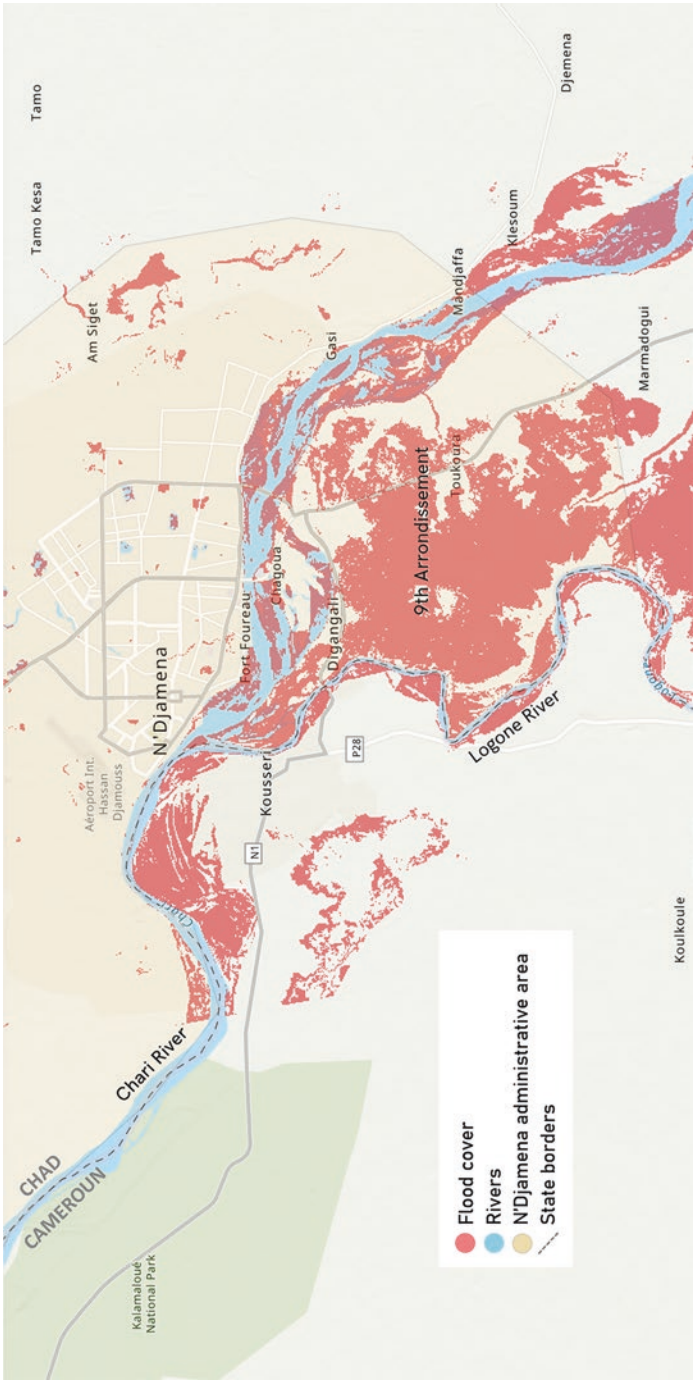 Tamo Kesa
Tamo
CHAD
CAMEROUN
Am Siget
Aéroport Int.
Hassan
Djamouss
Kalamaloué
National Park
Chari River
N'Djamena
Chari
Fort Foureau
N1
Kousseri
Chagoua
Gasi
Digangali
P28
9th Arrondissement
Toukoura
Mandjaffa
Klesoum
Djemena
Logone River
Marmadogui
Logone
Koulkoule
Flood cover
Rivers
N'Djamena administrative area
State borders